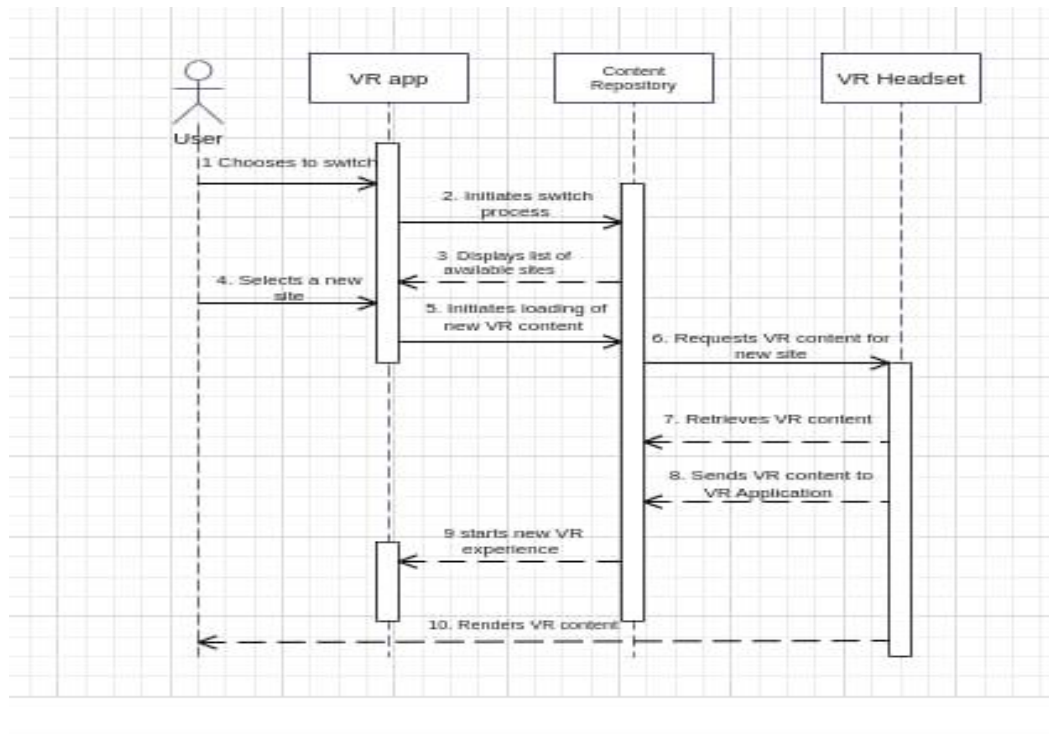 VR app
Content
Repository
VR Headset
User
1 Chooses to switch
2. Initiates switch
process
3 Displays list of
available sites
4. Selects a new
site
5. Initiates loading of
new VR content
6. Requests VR content for
new site
7. Retrieves VR content
8. Sends VR content to
VR Application
9 starts new VR
experience
10. Renders VR content